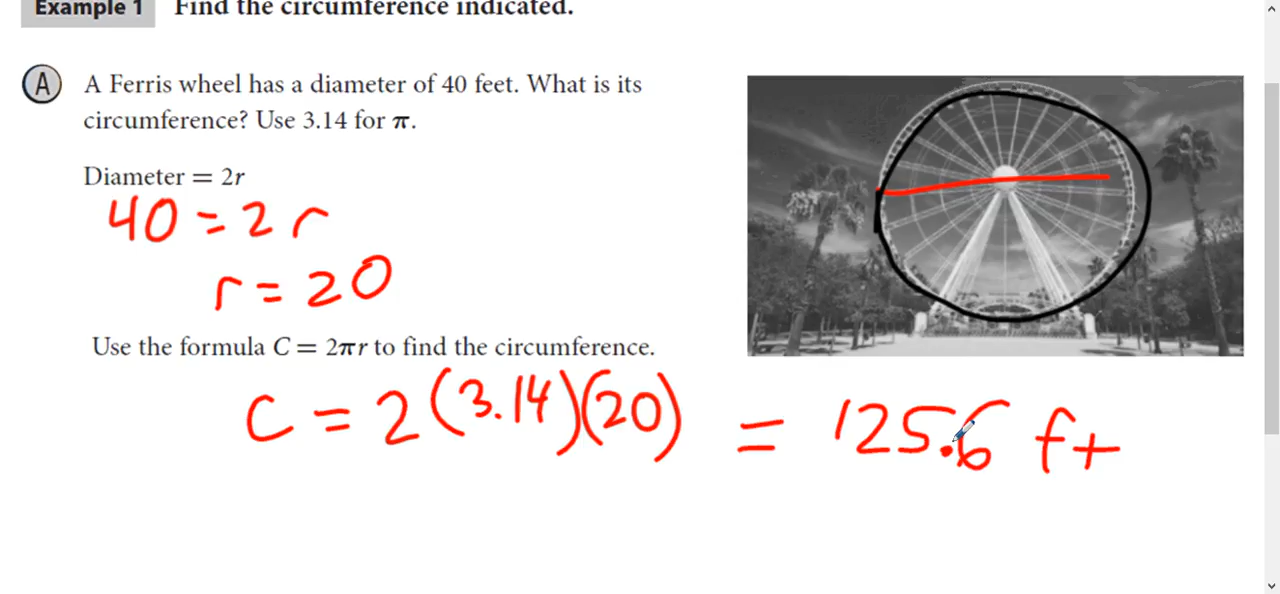 Example 1 Find the circumference indicated.
A A Ferris wheel has a diameter of 40 feet. What is its
circumference? Use 3.14 for π.
Diameter = 2r
40 = 2 r
r = 20
Use the formula C = 2πr to find the circumference.
C = 2(3.14)(20) = 125.6 ft